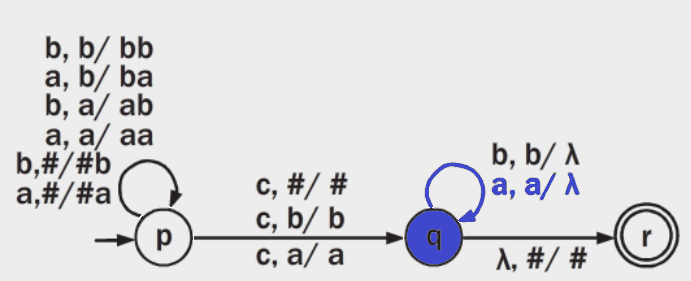 b, b/ bb
a, b/ ba
b, a/ ab
a, a/ aa
b,#/#b
a,#/#a
p
c, #/ #
c, b/ b
c, a/ a
b, b/ λ
a, a/ λ
q
λ, #/ #
r